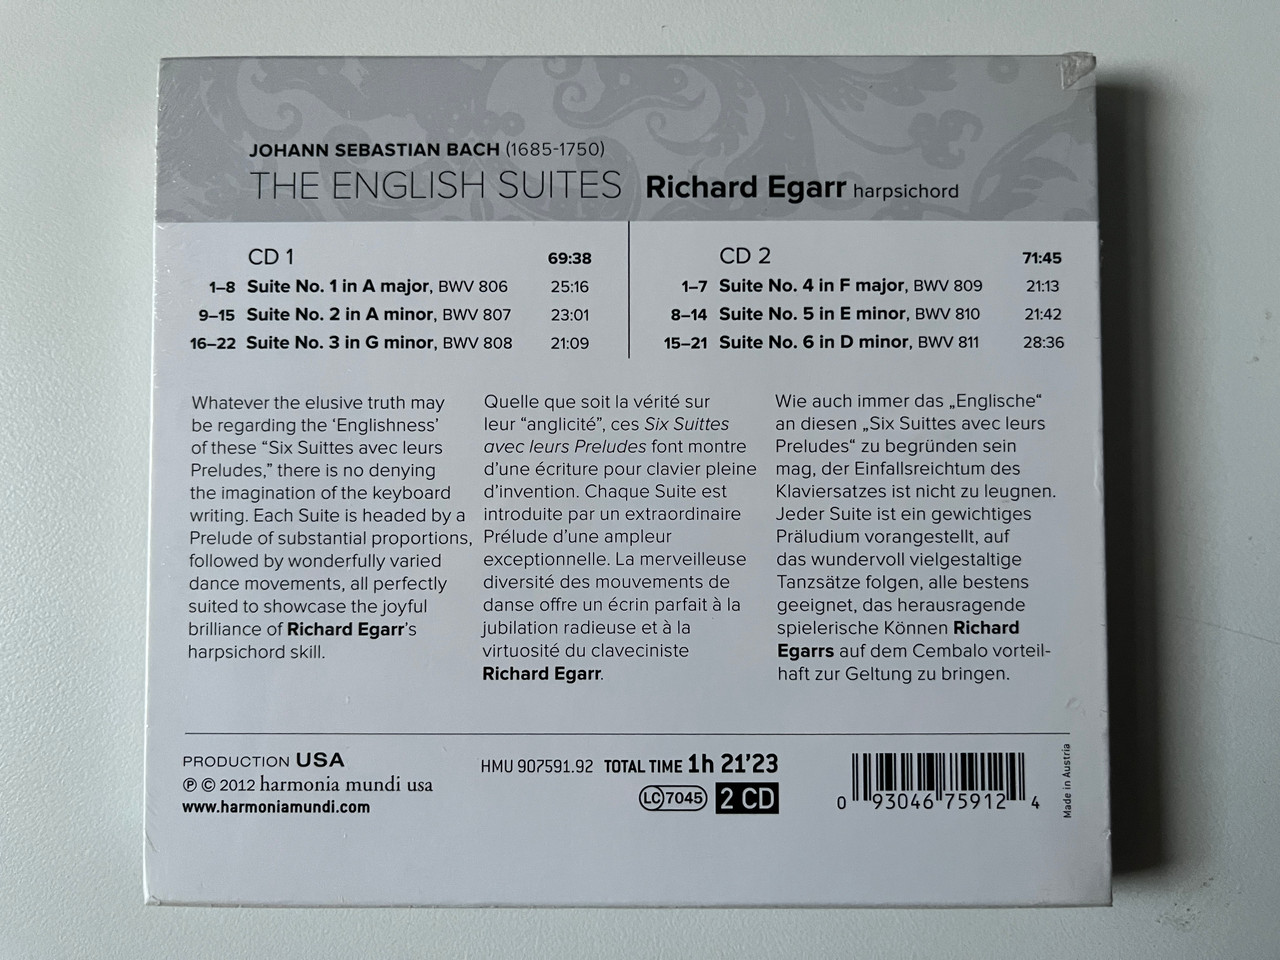 JOHANN SEBASTIAN BACH (1685-1750)
THE ENGLISH SUITES Richard Egarr harpsichord
CD 1 69:38
1–8 Suite No. 1 in A major, BWV 806 25:16
9–15 Suite No. 2 in A minor, BWV 807 23:01
16–22 Suite No. 3 in G minor, BWV 808 21:09
CD 2 71:45
1–7 Suite No. 4 in F major, BWV 809 21:13
8–14 Suite No. 5 in E minor, BWV 810 21:42
15–21 Suite No. 6 in D minor, BWV 811 28:36
Whatever the elusive truth may
be regarding the ‘Englishness’
of these “Six Suittes avec leurs
Preludes,” there is no denying
the imagination of the keyboard
writing. Each Suite is headed by a
Prelude of substantial proportions,
followed by wonderfully varied
dance movements, all perfectly
suited to showcase the joyful
brilliance of Richard Egarr’s
harpsichord skill.
Quelle que soit la vérité sur
leur “anglicité”, ces Six Suittes
avec leurs Preludes font montre
d’une écriture pour clavier pleine
d’invention. Chaque Suite est
introduite par un extraordinaire
Prélude d’une ampleur
exceptionnelle. La merveilleuse
diversité des mouvements de
danse offre un écrin parfait à la
jubilation radieuse et à la
virtuosité du claveciniste
Richard Egarr.
Wie auch immer das „Englische“
an diesen „Six Suittes avec leurs
Preludes“ zu begründen sein
mag, der Einfallsreichtum des
Klaviersatzes ist nicht zu leugnen.
Jeder Suite ist ein gewichtiges
Präludium vorangestellt, auf
das wundervoll vielgestaltige
Tanzsätze folgen, alle bestens
geeignet, das herausragende
spielerische Können Richard
Egarrs auf dem Cembalo vorteil-
haft zur Geltung zu bringen.
PRODUCTION USA
℗ © 2012 harmonia mundi usa
www.harmoniamundi.com
HMU 907591.92 TOTAL TIME 1h 21’23
LC 7045 2 CD
0 93046 75912 4
Made in Austria